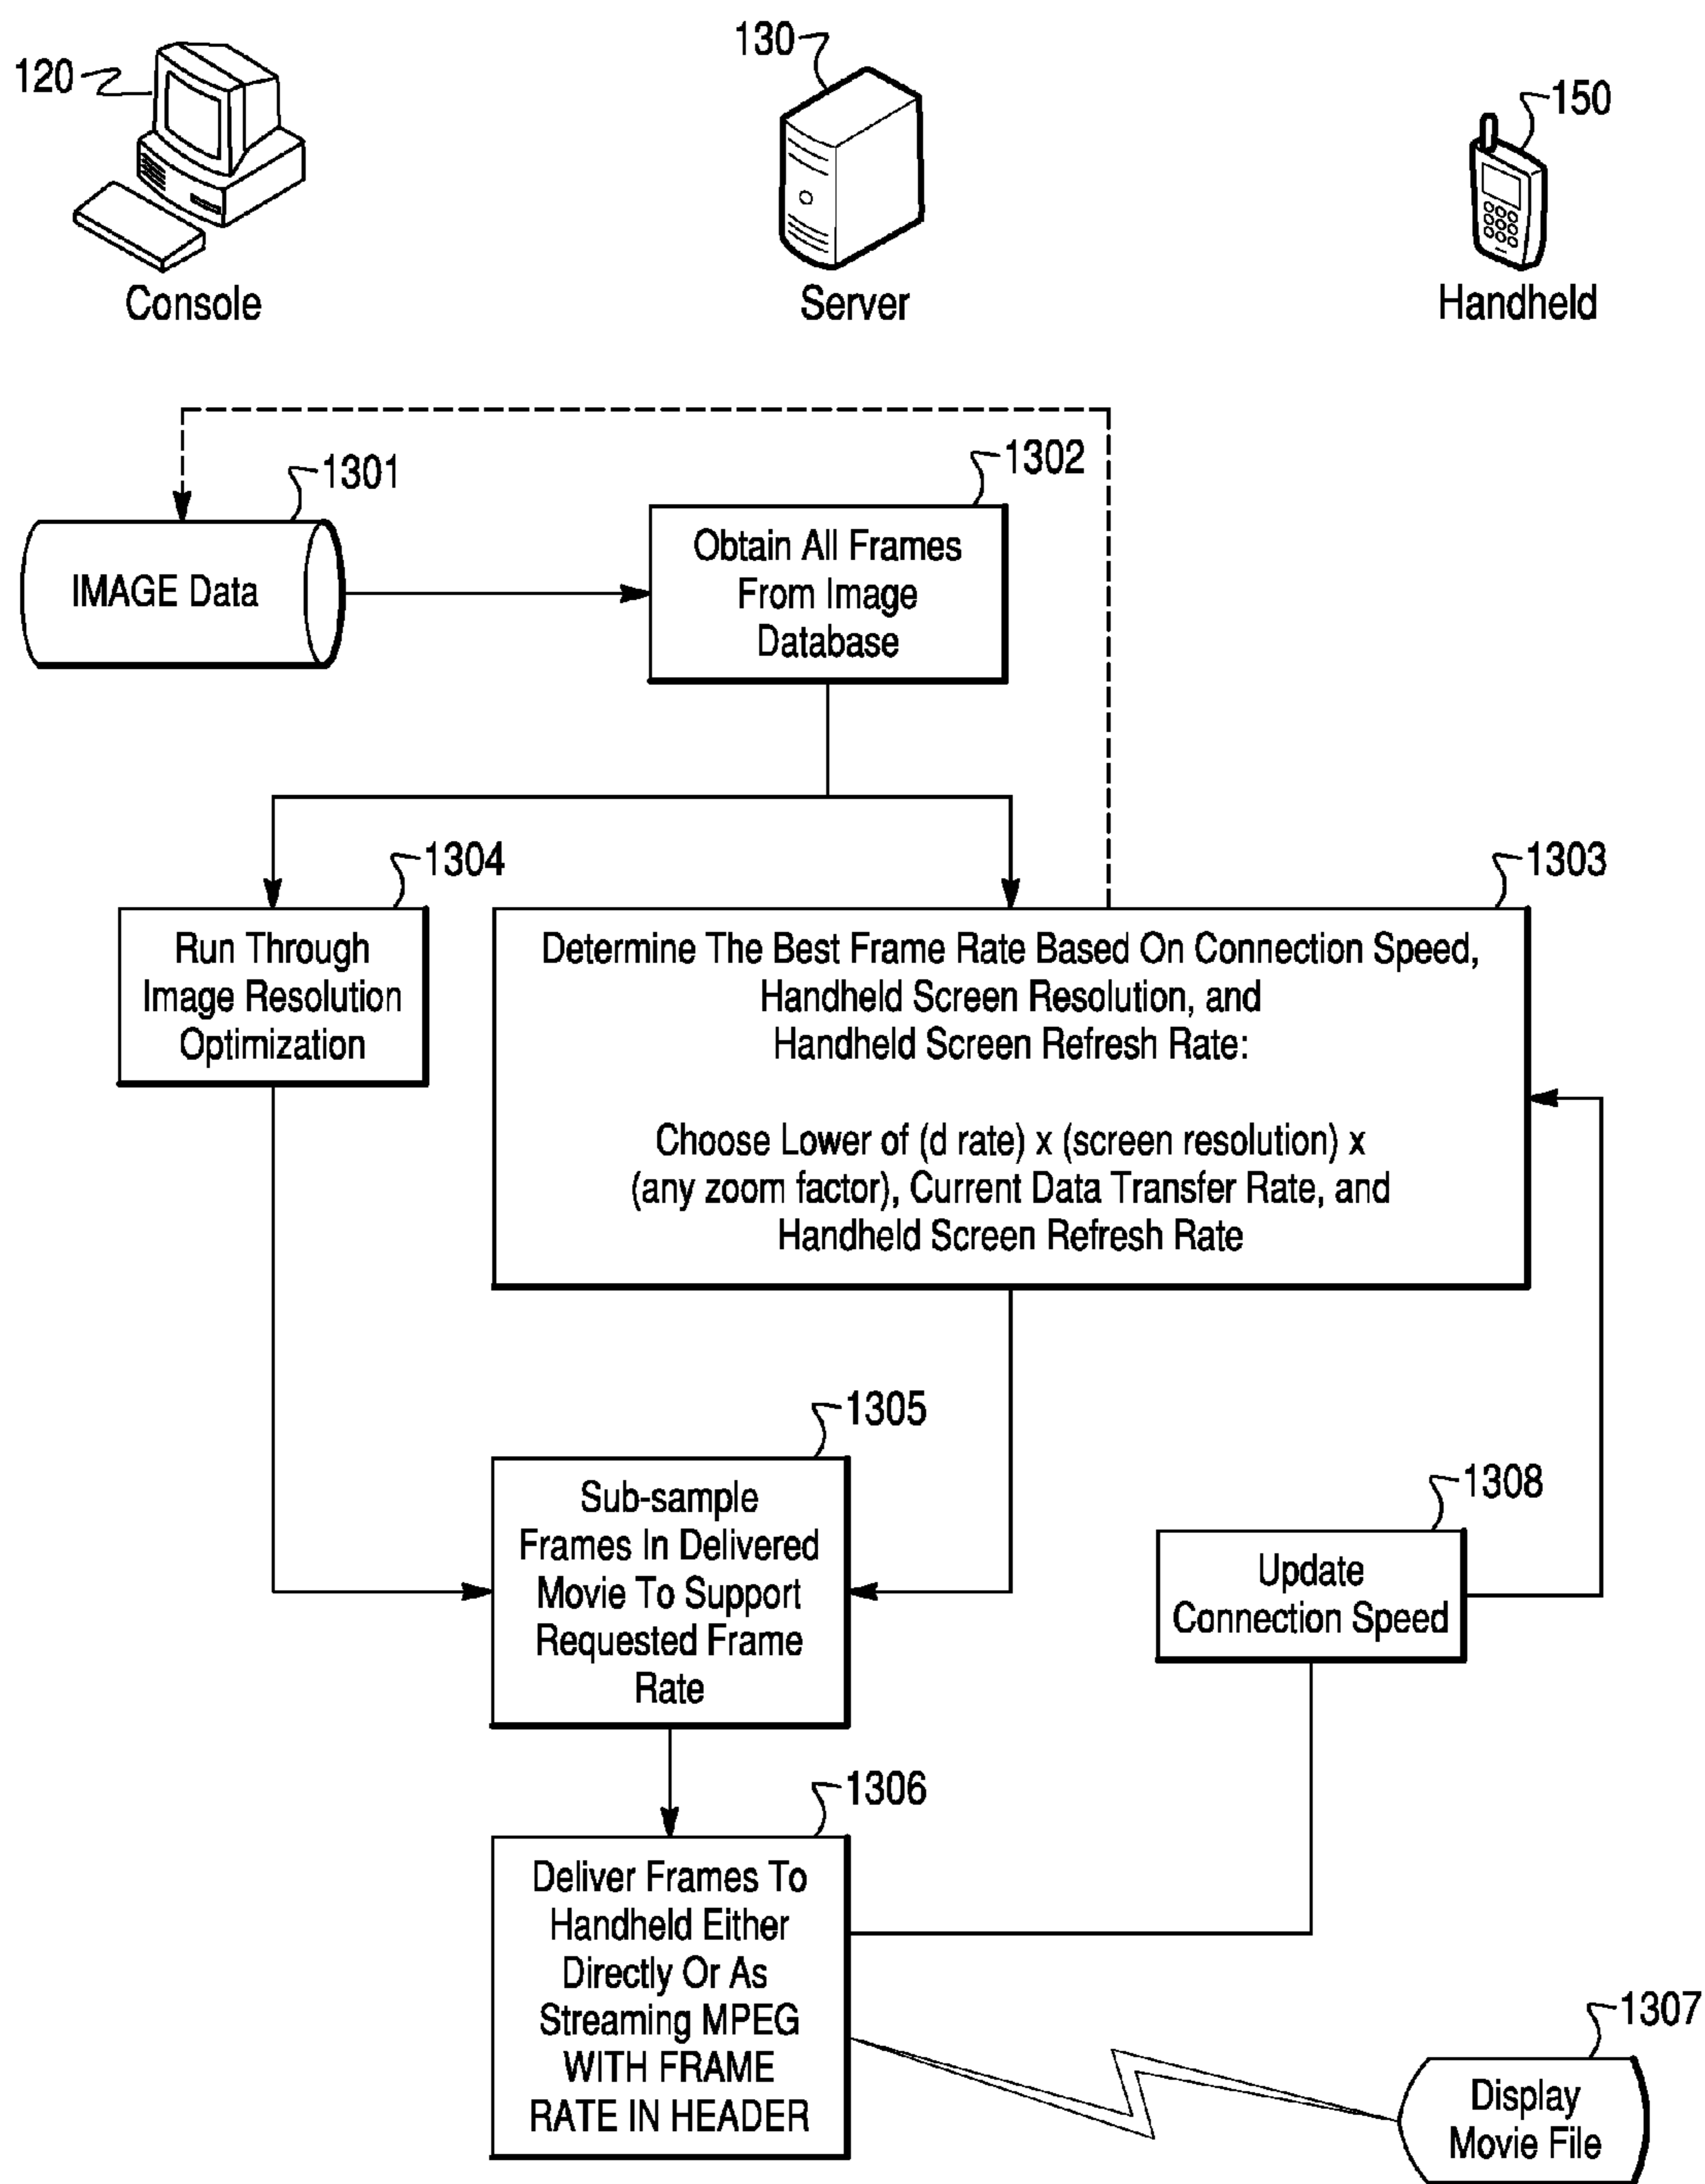 120
130
150
Console
Server
Handheld
1301
1302
IMAGE Data
Obtain All Frames
From Image
Database
1304
1303
Run Through
Image Resolution
Optimization
Determine The Best Frame Rate Based On Connection Speed,
Handheld Screen Resolution, and
Handheld Screen Refresh Rate:
Choose Lower of (d rate) x (screen resolution) x
(any zoom factor), Current Data Transfer Rate, and
Handheld Screen Refresh Rate
1305
Sub-sample
Frames In Delivered
Movie To Support
Requested Frame
Rate
1308
Update
Connection Speed
1306
Deliver Frames To
Handheld Either
Directly Or As
Streaming MPEG
WITH FRAME
RATE IN HEADER
1307
Display
Movie File